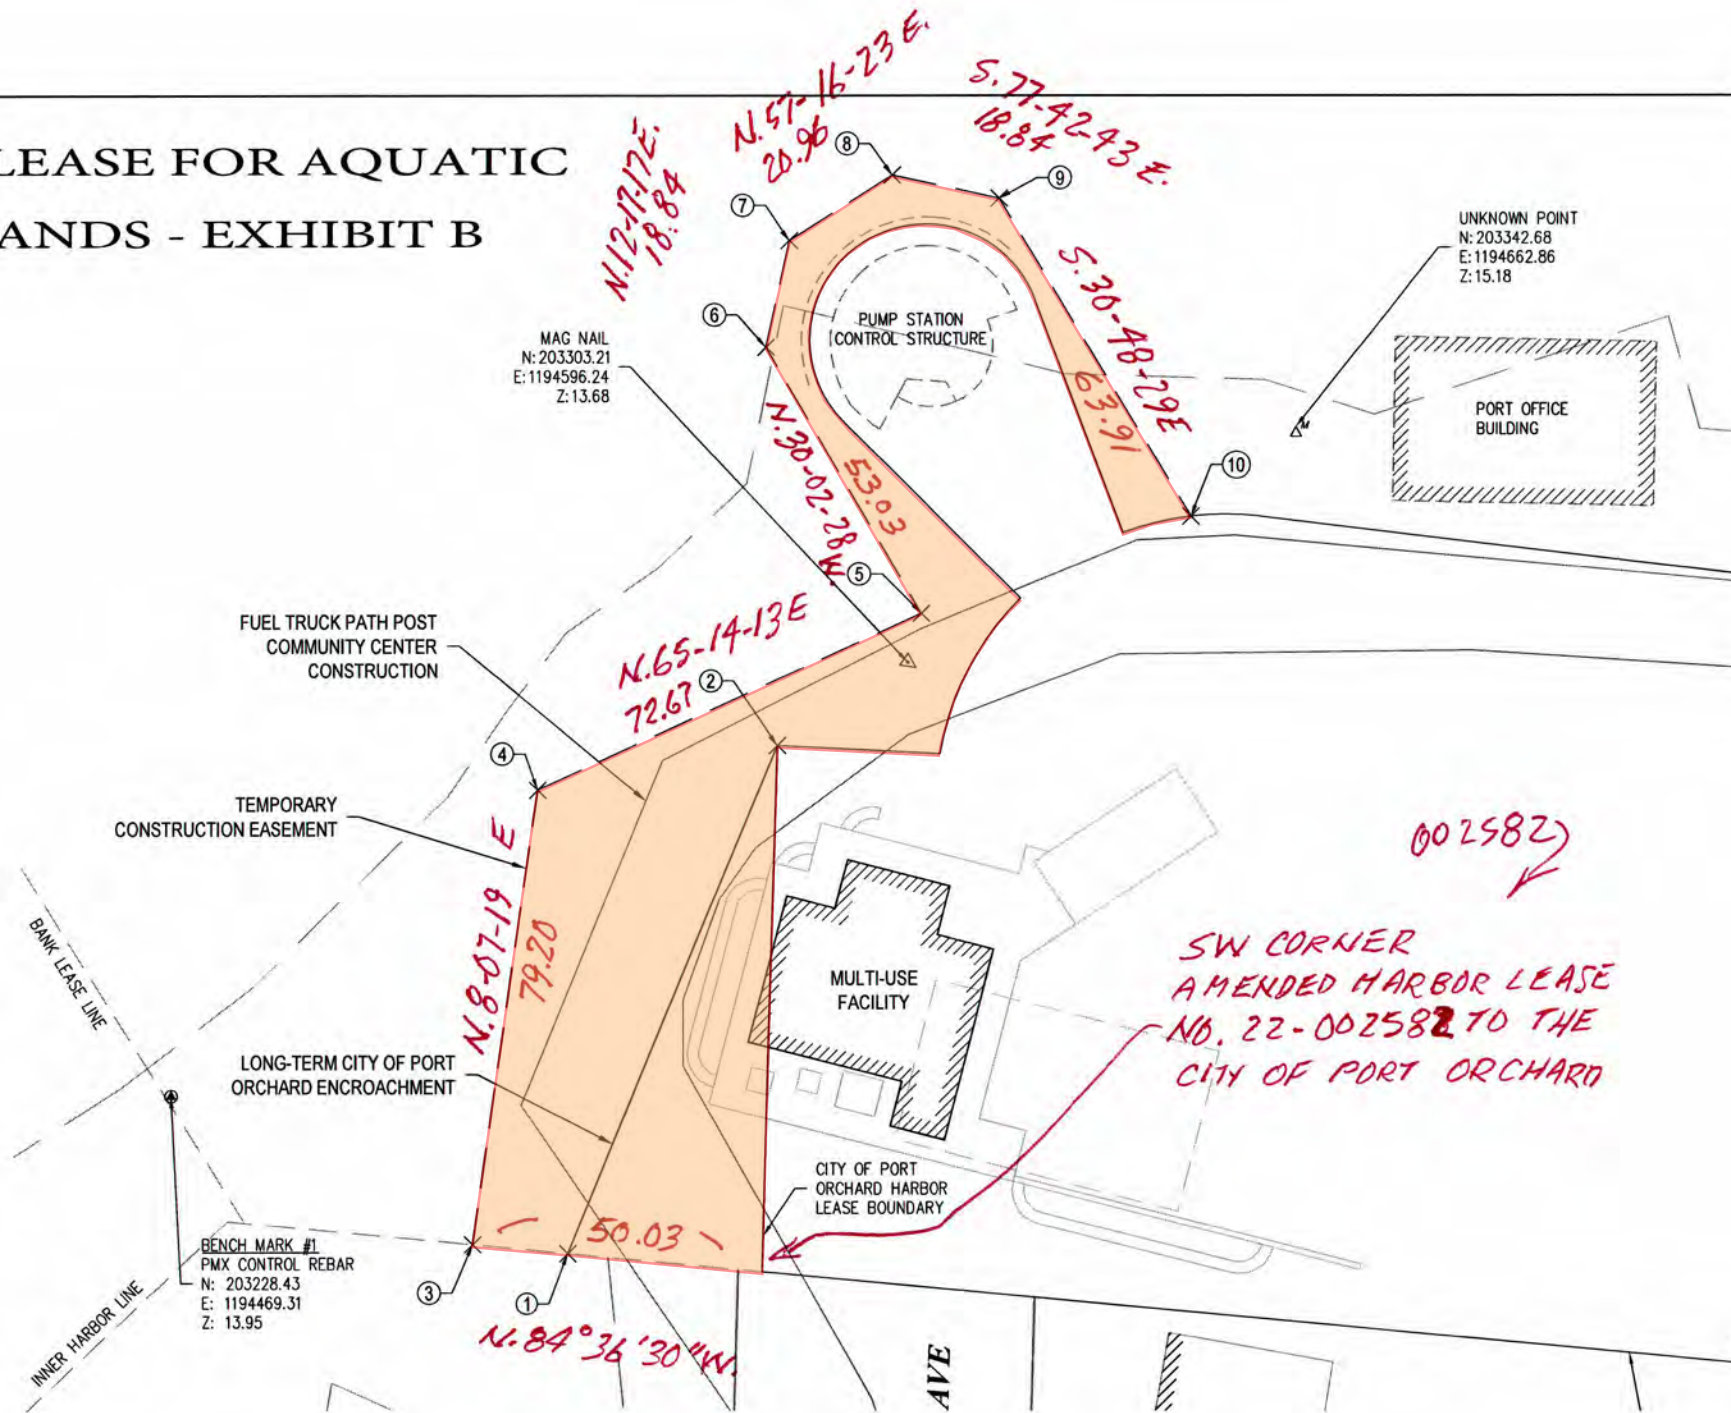 LEASE FOR AQUATIC
ANDS - EXHIBIT B
N.57-16-23 E.
20.96
S.77-42-43 E.
18.84
N.12-17-17E.
18.84
8
9
7
6
UNKNOWN POINT
N: 203342.68
E: 1194662.86
Z: 15.18
MAG NAIL
N: 203303.21
E: 1194596.24
Z: 13.68
PUMP STATION
CONTROL STRUCTURE
S.30-48-29E
63.91
PORT OFFICE
BUILDING
M
N.30-02-28W.
53.03
10
5
FUEL TRUCK PATH POST
COMMUNITY CENTER
CONSTRUCTION
N.65-14-13E
72.67
2
4
TEMPORARY
CONSTRUCTION EASEMENT
N.8-07-19 E
79.20
002582
BANK LEASE LINE
MULTI-USE
FACILITY
SW CORNER
AMENDED HARBOR LEASE
NO. 22-002582 TO THE
CITY OF PORT ORCHARD
LONG-TERM CITY OF PORT
ORCHARD ENCROACHMENT
CITY OF PORT
ORCHARD HARBOR
LEASE BOUNDARY
50.03
BENCH MARK #1
PMX CONTROL REBAR
N: 203228.43
E: 1194469.31
Z: 13.95
3
1
N.84°36'30"W.
INNER HARBOR LINE
AVE